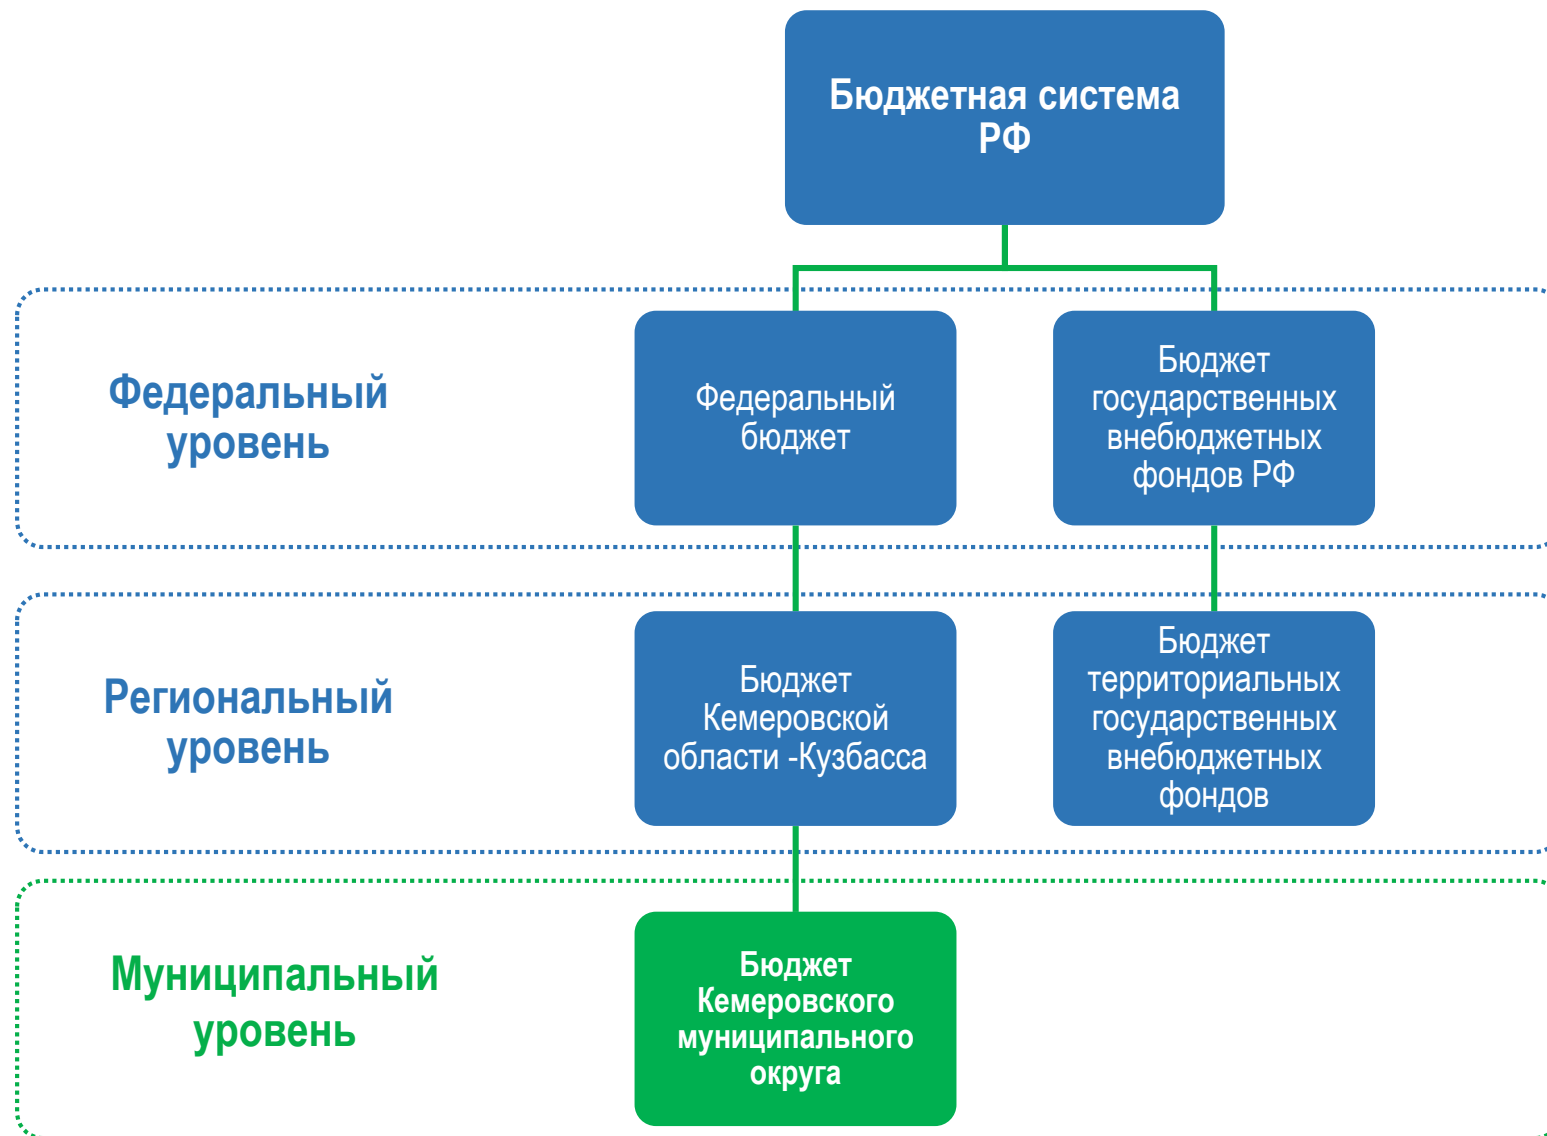 Бюджетная система
РФ
Федеральный
уровень
Федеральный
бюджет
Бюджет
государственных
внебюджетных
фондов РФ
Региональный
уровень
Бюджет
Кемеровской
области -Кузбасса
Бюджет
территориальных
государственных
внебюджетных
фондов
Муниципальный
уровень
Бюджет
Кемеровского
муниципального
округа